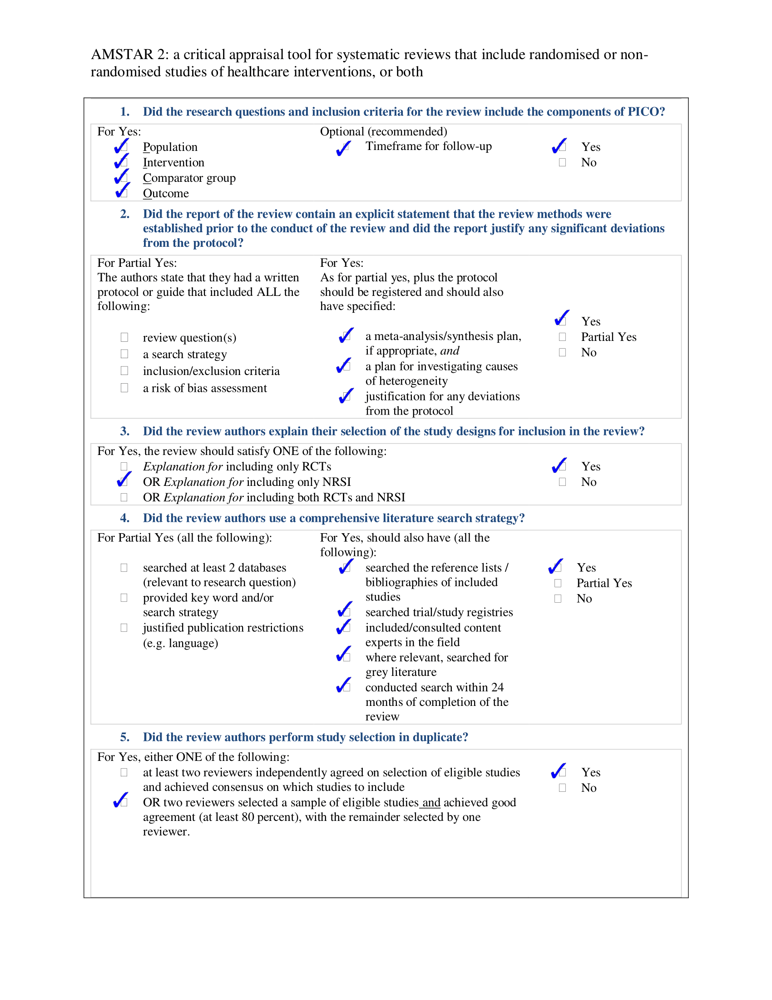 AMSTAR 2: a critical appraisal tool for systematic reviews that include randomised or non-
randomised studies of healthcare interventions, or both
1. Did the research questions and inclusion criteria for the review include the components of PICO?
For Yes:
Population
Intervention
Comparator group
Outcome
Optional (recommended)
Timeframe for follow-up
Yes
No
2. Did the report of the review contain an explicit statement that the review methods were
established prior to the conduct of the review and did the report justify any significant deviations
from the protocol?
For Partial Yes:
The authors state that they had a written
protocol or guide that included ALL the
following:
review question(s)
a search strategy
inclusion/exclusion criteria
a risk of bias assessment
For Yes:
As for partial yes, plus the protocol
should be registered and should also
have specified:
a meta-analysis/synthesis plan,
if appropriate, and
a plan for investigating causes
of heterogeneity
justification for any deviations
from the protocol
Yes
Partial Yes
No
3. Did the review authors explain their selection of the study designs for inclusion in the review?
For Yes, the review should satisfy ONE of the following:
Explanation for including only RCTs
OR Explanation for including only NRSI
OR Explanation for including both RCTs and NRSI
Yes
No
4. Did the review authors use a comprehensive literature search strategy?
For Partial Yes (all the following):
searched at least 2 databases
(relevant to research question)
provided key word and/or
search strategy
justified publication restrictions
(e.g. language)
For Yes, should also have (all the
following):
searched the reference lists /
bibliographies of included
studies
searched trial/study registries
included/consulted content
experts in the field
where relevant, searched for
grey literature
conducted search within 24
months of completion of the
review
Yes
Partial Yes
No
5. Did the review authors perform study selection in duplicate?
For Yes, either ONE of the following:
at least two reviewers independently agreed on selection of eligible studies
and achieved consensus on which studies to include
OR two reviewers selected a sample of eligible studies and achieved good
agreement (at least 80 percent), with the remainder selected by one
reviewer.
Yes
No